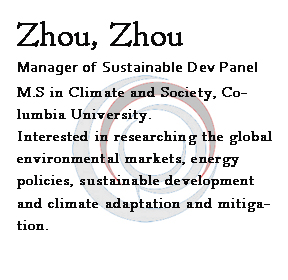 Zhou, Zhou
Manager of Sustainable Dev Panel
M.S in Climate and Society, Co-
lumbia University.
Interested in researching the global
environmental markets, energy
policies, sustainable development
and climate adaptation and mitiga-
tion.